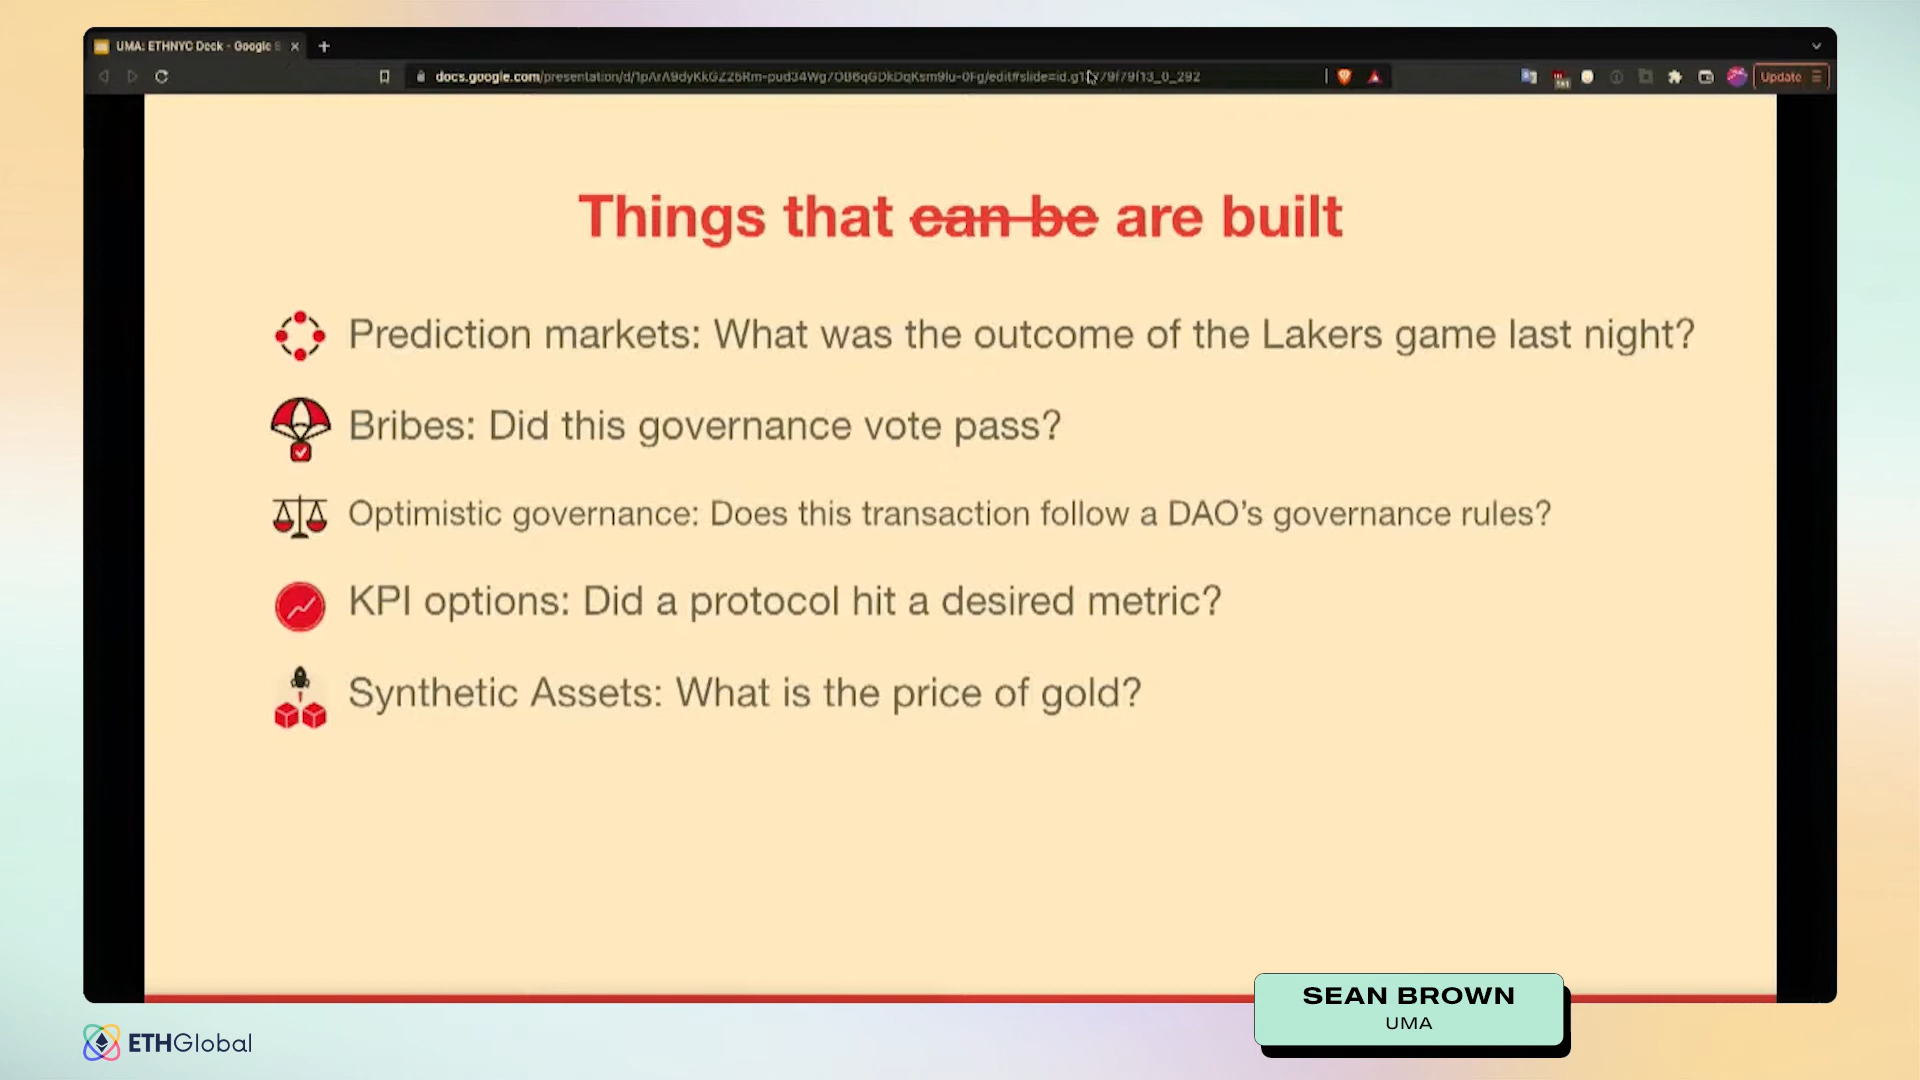 UMA: ETHNYC Deck - Google S
Update
Things that can be are built
Prediction markets: What was the outcome of the Lakers game last night?
Bribes: Did this governance vote pass?
Optimistic governance: Does this transaction follow a DAO's governance rules?
KPI options: Did a protocol hit a desired metric?
Synthetic Assets: What is the price of gold?
SEAN BROWN
UMA
ETHGlobal